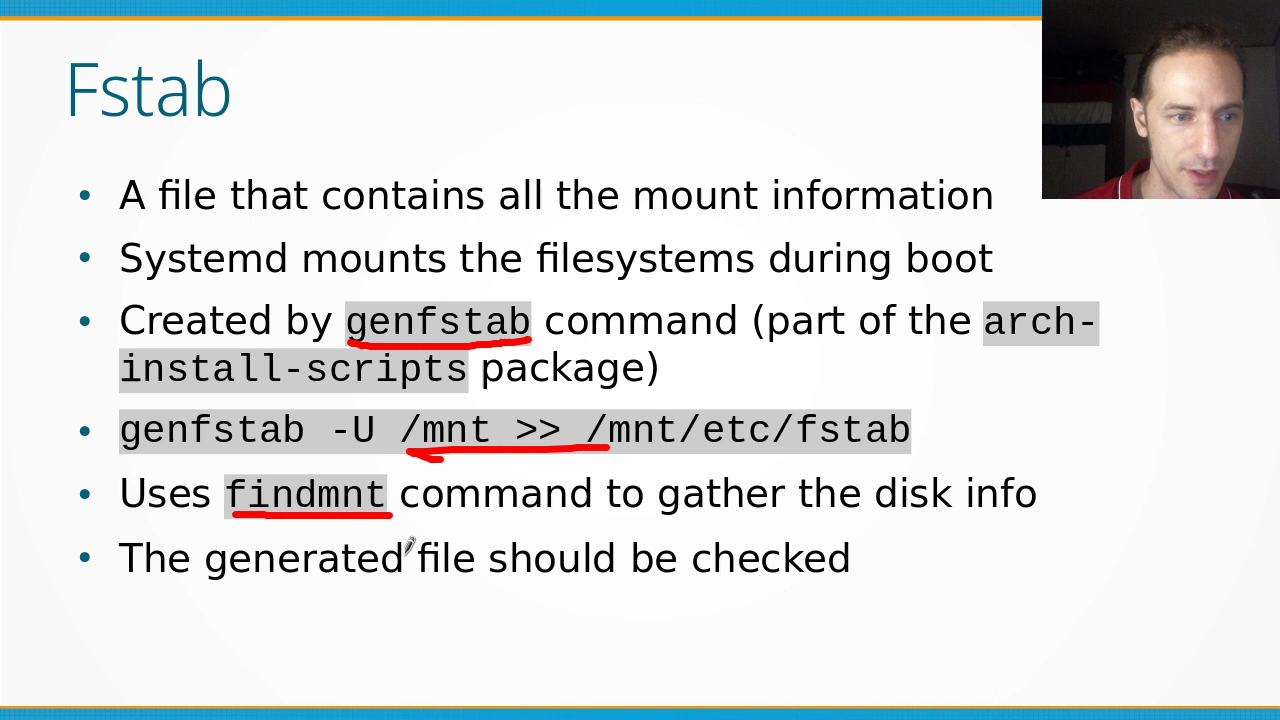 Fstab
• A file that contains all the mount information
• Systemd mounts the filesystems during boot
• Created by genfstab command (part of the arch-
install-scripts package)
• genfstab -U /mnt >> /mnt/etc/fstab
• Uses findmnt command to gather the disk info
• The generated file should be checked